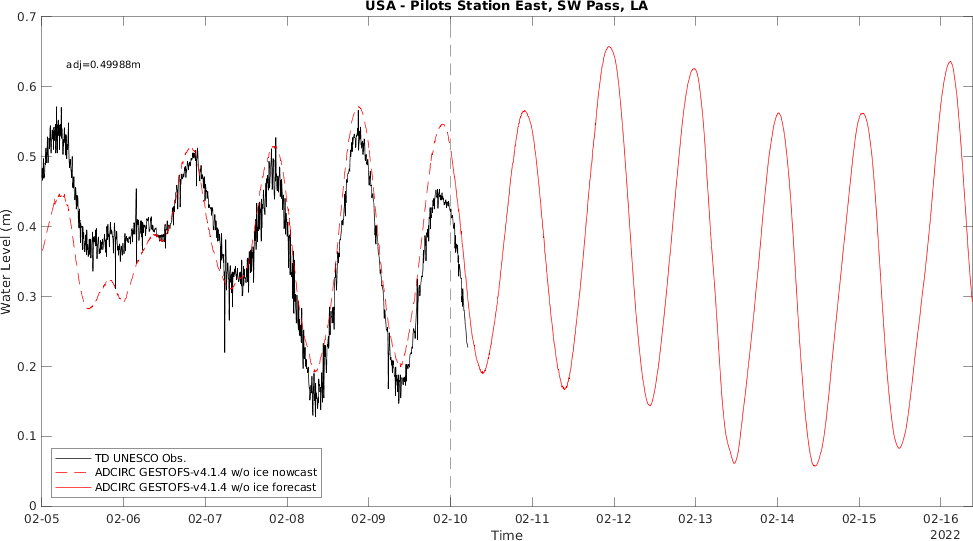 USA - Pilots Station East, SW Pass, LA
0.7
adj=0.49988m
0.6
0.5
0.4
0.3
0.2
0.1
0
Water Level (m)
TD UNESCO Obs.
ADCIRC GESTOFS-v4.1.4 w/o ice nowcast
ADCIRC GESTOFS-v4.1.4 w/o ice forecast
02-05 02-06 02-07 02-08 02-09 02-10 02-11 02-12 02-13 02-14 02-15 02-16
Time
2022